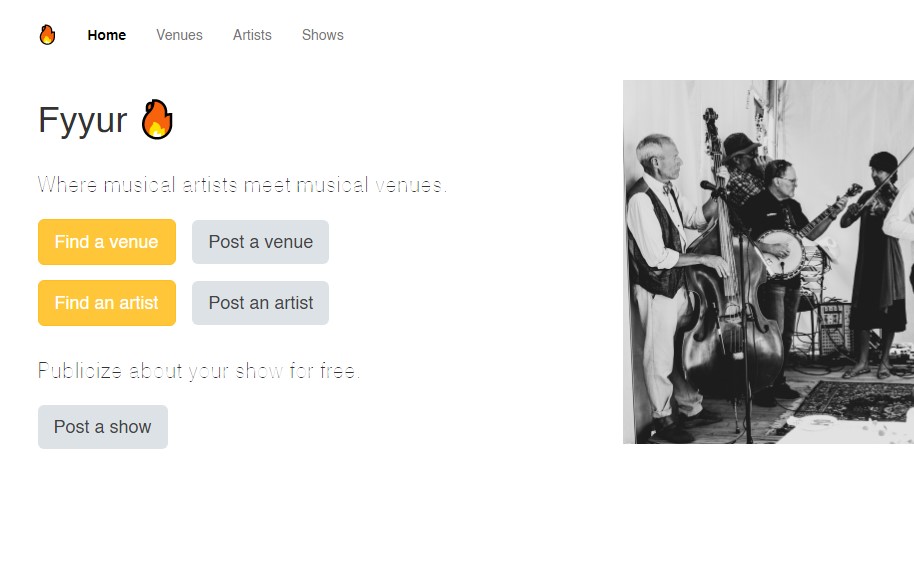 Home Venues Artists Shows
Fyyur
Where musical artists meet musical venues.
Find a venue Post a venue
Find an artist Post an artist
Publicize about your show for free.
Post a show